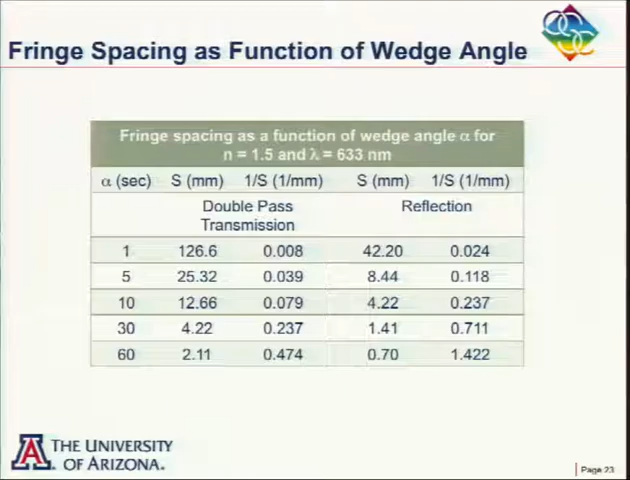 Fringe Spacing as Function of Wedge Angle
Fringe spacing as a function of wedge angle α for
n = 1.5 and λ = 633 nm
α (sec) S (mm) 1/S (1/mm) S (mm) 1/S (1/mm)
Double Pass Reflection
Transmission
1 126.6 0.008 42.20 0.024
5 25.32 0.039 8.44 0.118
10 12.66 0.079 4.22 0.237
30 4.22 0.237 1.41 0.711
60 2.11 0.474 0.70 1.422
A THE UNIVERSITY
OF ARIZONA.
Page 23